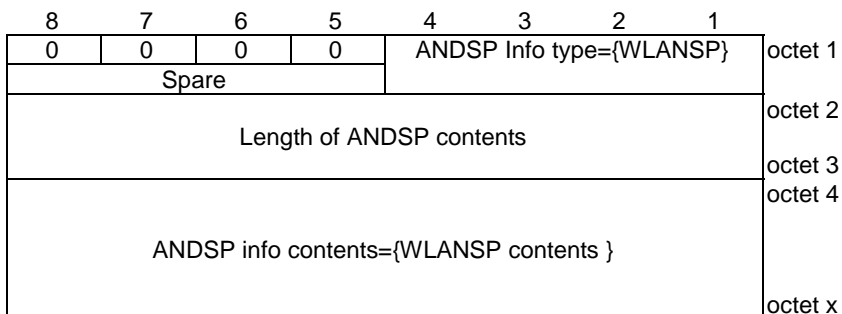 8 7 6 5 4 3 2 1
0 0 0 0 ANDSP Info type={WLANSP} octet 1
Spare
octet 2
Length of ANDSP contents
octet 3
octet 4
ANDSP info contents={WLANSP contents }
octet x